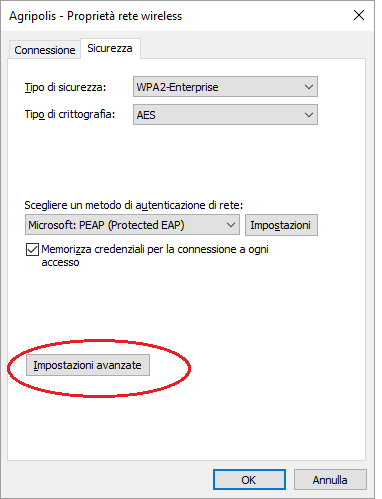 Agripolis - Proprietà rete wireless
Connessione
Sicurezza
Tipo di sicurezza:
WPA2-Enterprise
Tipo di crittografia:
AES
Scegliere un metodo di autenticazione di rete:
Microsoft: PEAP (Protected EAP)
Impostazioni
Memorizza credenziali per la connessione a ogni
accesso
Impostazioni avanzate
OK
Annulla